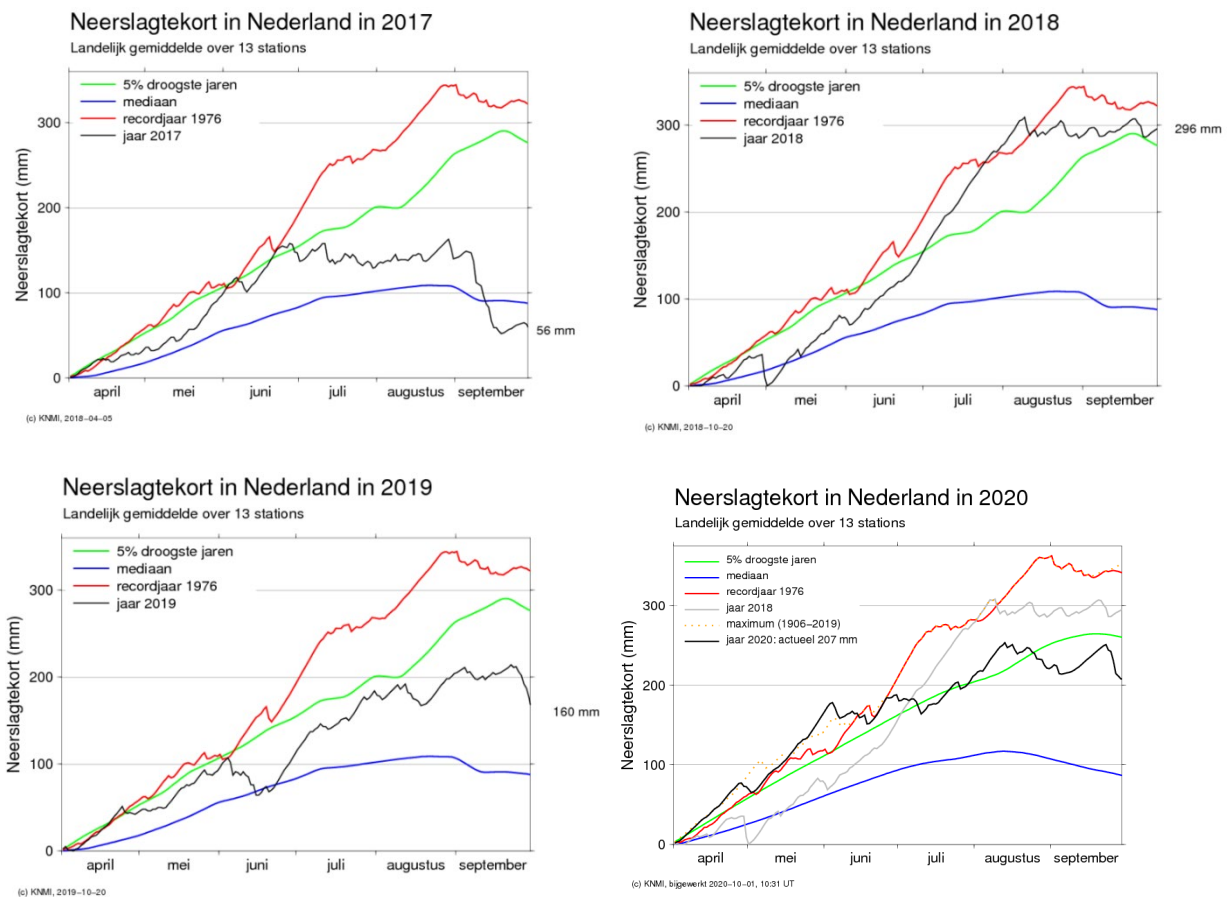 Neerslagtekort in Nederland in 2017
Landelijk gemiddelde over 13 stations
5% droogste jaren
mediaan
recordjaar 1976
jaar 2017
Neerslagtekort (mm)
300
200
100
0
56 mm
april mei juni juli augustus september
(c) KNMI, 2018-04-05
Neerslagtekort in Nederland in 2018
Landelijk gemiddelde over 13 stations
5% droogste jaren
mediaan
recordjaar 1976
jaar 2018
Neerslagtekort (mm)
300
200
100
0
296 mm
april mei juni juli augustus september
(c) KNMI, 2018-10-20
Neerslagtekort in Nederland in 2019
Landelijk gemiddelde over 13 stations
5% droogste jaren
mediaan
recordjaar 1976
jaar 2019
Neerslagtekort (mm)
300
200
100
0
160 mm
april mei juni juli augustus september
(c) KNMI, 2019-10-20
Neerslagtekort in Nederland in 2020
Landelijk gemiddelde over 13 stations
5% droogste jaren
mediaan
recordjaar 1976
jaar 2018
maximum (1906-2019)
jaar 2020: actueel 207 mm
Neerslagtekort (mm)
300
200
100
0
april mei juni juli augustus september
(c) KNMI, bijgewerkt 2020-10-01, 10:31 UT